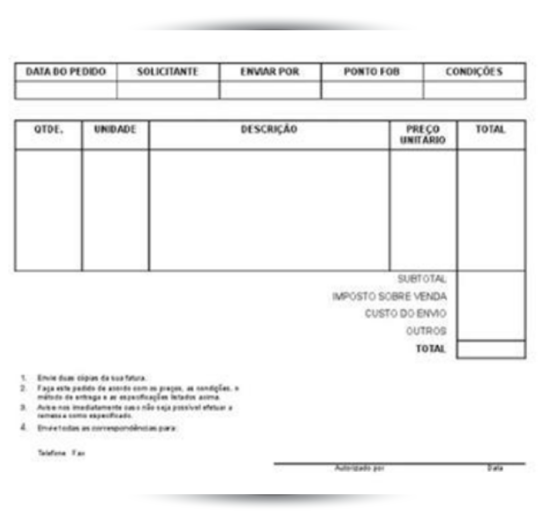 DATA DO PEDIDO SOLICITANTE ENVIAR POR PONTO FOB CONDIÇÕES
QTDE. UNIDADE DESCRIÇÃO PREÇO UNITÁRIO TOTAL
SUBTOTAL
IMPOSTO SOBRE VENDA
CUSTO DO ENVIO
OUTROS
TOTAL
1. Envie duas cópias da sua fatura.
2. Faça este pedido de acordo com os preços, as condições, o
método de entrega e as especificações listados acima.
3. Avise-nos imediatamente caso não seja possível efetuar a
remessa como especificado.
4. Envie todas as correspondências para:
Telefone Fax
Autorizado por Data